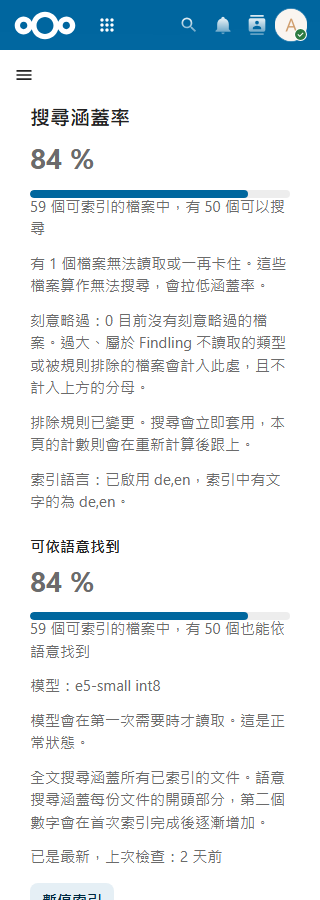 A
搜尋涵蓋率
84 %
59 個可索引的檔案中，有 50 個可以搜
尋
有 1 個檔案無法讀取或一再卡住。這些
檔案算作無法搜尋，會拉低涵蓋率。
刻意略過：0 目前沒有刻意略過的檔
案。過大、屬於 Findling 不讀取的類型
或被規則排除的檔案會計入此處，且不
計入上方的分母。
排除規則已變更。搜尋會立即套用，本
頁的計數則會在重新計算後跟上。
索引語言：已啟用 de,en，索引中有文
字的為 de,en。
可依語意找到
84 %
59 個可索引的檔案中，有 50 個也能依
語意找到
模型：e5-small int8
模型會在第一次需要時才讀取。這是正
常狀態。
全文搜尋涵蓋所有已索引的文件。語意
搜尋涵蓋每份文件的開頭部分，第二個
數字會在首次索引完成後逐漸增加。
已是最新，上次檢查：2 天前
暫停索引